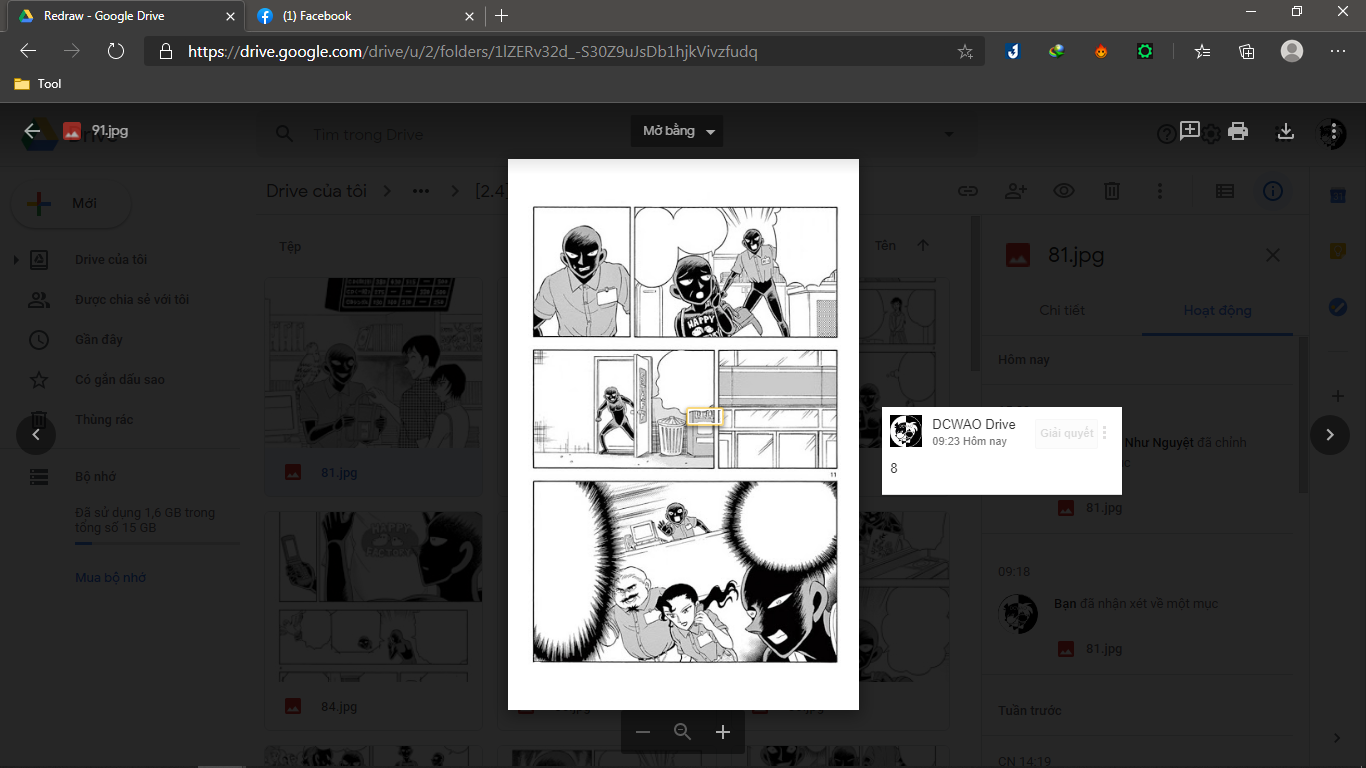 Redraw - Google Drive
(1) Facebook
https://drive.google.com/drive/u/2/folders/1lZERv32d_-S30Z9uJsDb1hjkVivzfudq
Tool
91.jpg
Tìm trong Drive
Mở bằng
Mới
Drive của tôi
[2.4]
Tệp
Tên
81.jpg
Drive của tôi
Được chia sẻ với tôi
Gần đây
Có gắn dấu sao
Thùng rác
Bộ nhớ
Đã sử dụng 1,6 GB trong
tổng số 15 GB
Mua bộ nhớ
81.jpg
84.jpg
HAPPY
11
DCWAO Drive
09:23 Hôm nay
Giải quyết
8
Chi tiết
Hoạt động
Hôm nay
Như Nguyệt đã chỉnh
81.jpg
09:18
Bạn đã nhận xét về một mục
81.jpg
Tuần trước
CN 14:19